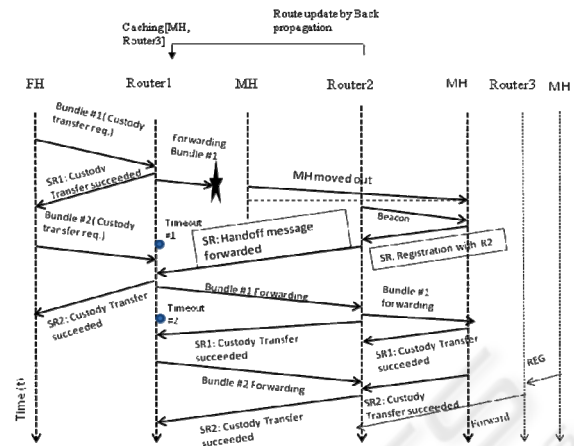 Route update by Back
propagation
Caching[MH,
Router3]
FH
Router1
MH
Router2
MH
Router3
MH
Bundle #1(Custody
transfer req.)
Forwarding
Bundle #1
SR1: Custody
Transfer succeeded
MH moved out
Beacon
Bundle #2(Custody
transfer req.)
Timeout
#1
SR: Handoff message
forwarded
SR. Registration with R2
Bundle #1 Forwarding
Bundle #1
forwarding
SR2: Custody Transfer
succeeded
Timeout
#2
SR1: Custody Transfer
succeeded
SR1: Custody Transfer
succeeded
REG
Bundle #2 Forwarding
SR2: Custody
Transfer succeeded
SR2: Custody Transfer
succeeded
Forward
Time (t)